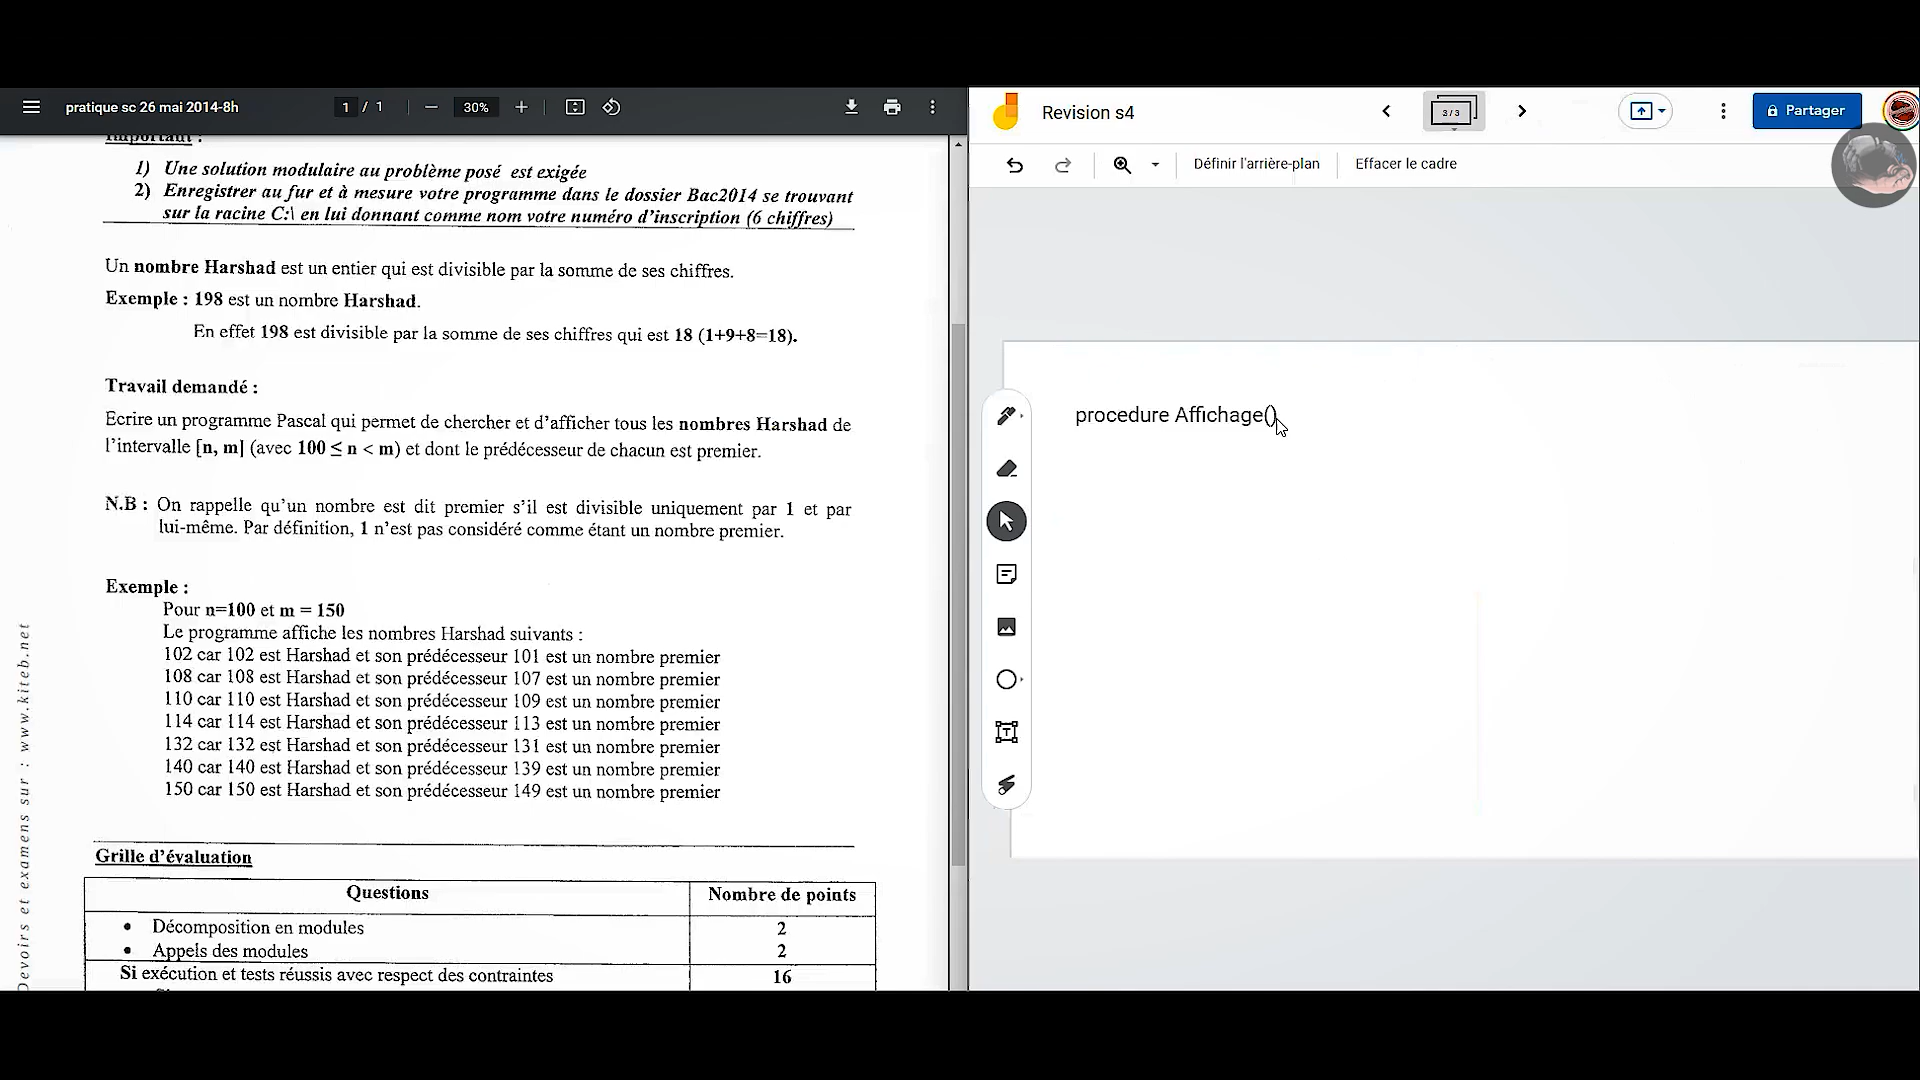 pratique sc 26 mai 2014-8h
1 / 1
30%
Important :
1) Une solution modulaire au problème posé est exigée
2) Enregistrer au fur et à mesure votre programme dans le dossier Bac2014 se trouvant
sur la racine C:\ en lui donnant comme nom votre numéro d'inscription (6 chiffres)
Un nombre Harshad est un entier qui est divisible par la somme de ses chiffres.
Exemple : 198 est un nombre Harshad.
En effet 198 est divisible par la somme de ses chiffres qui est 18 (1+9+8=18).
Travail demandé :
Ecrire un programme Pascal qui permet de chercher et d'afficher tous les nombres Harshad de
l'intervalle [n, m] (avec 100 ≤ n < m) et dont le prédécesseur de chacun est premier.
N.B : On rappelle qu'un nombre est dit premier s'il est divisible uniquement par 1 et par
lui-même. Par définition, 1 n'est pas considéré comme étant un nombre premier.
Exemple :
Pour n=100 et m = 150
Le programme affiche les nombres Harshad suivants :
102 car 102 est Harshad et son prédécesseur 101 est un nombre premier
108 car 108 est Harshad et son prédécesseur 107 est un nombre premier
110 car 110 est Harshad et son prédécesseur 109 est un nombre premier
114 car 114 est Harshad et son prédécesseur 113 est un nombre premier
132 car 132 est Harshad et son prédécesseur 131 est un nombre premier
140 car 140 est Harshad et son prédécesseur 139 est un nombre premier
150 car 150 est Harshad et son prédécesseur 149 est un nombre premier
Grille d'évaluation
Questions Nombre de points
• Décomposition en modules 2
• Appels des modules 2
Si exécution et tests réussis avec respect des contraintes 16
Devoirs et examens sur : www.kiteb.net
Revision s4
3 / 3
Partager
Définir l'arrière-plan
Effacer le cadre
procedure Affichage()